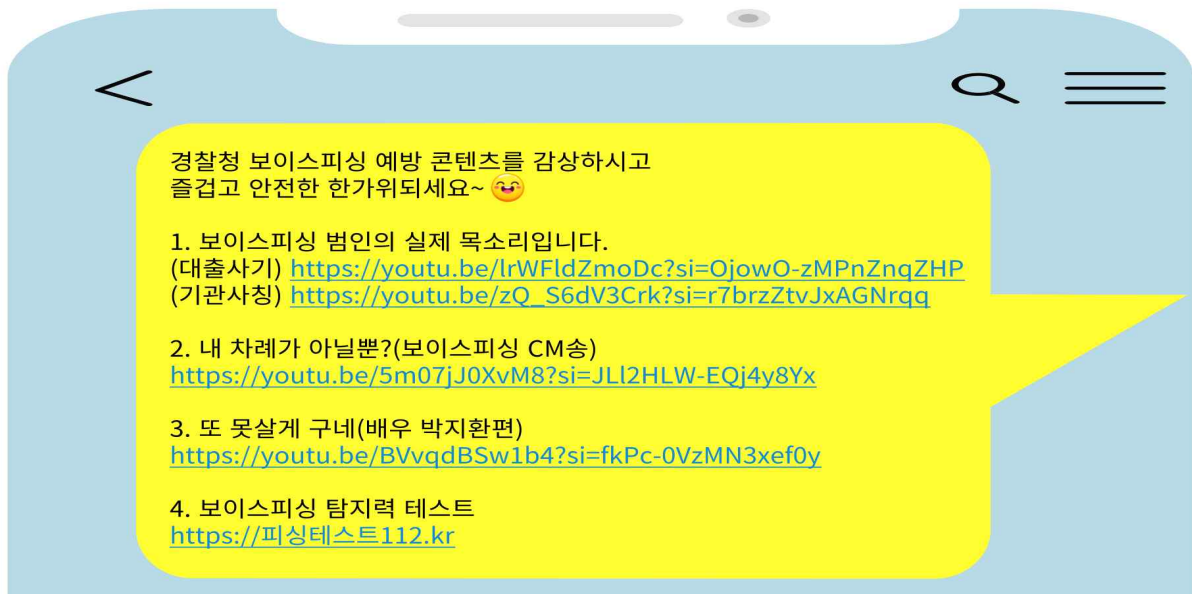 경찰청 보이스피싱 예방 콘텐츠를 감상하시고
즐겁고 안전한 한가위되세요~
1. 보이스피싱 범인의 실제 목소리입니다.
(대출사기) https://youtu.be/lrWFldZmoDc?si=OjowO-zMPnZnqZHP
(기관사칭) https://youtu.be/zQ_S6dV3Crk?si=r7brzZtvJxAGNrqq
2. 내 차례가 아닐뿐?(보이스피싱 CM송)
https://youtu.be/5m07jJ0XvM8?si=JLl2HLW-EQj4y8Yx
3. 또 못살게 구네(배우 박지환편)
https://youtu.be/BVvqdBSw1b4?si=fkPc-0VzMN3xef0y
4. 보이스피싱 탐지력 테스트
https://피싱테스트112.kr